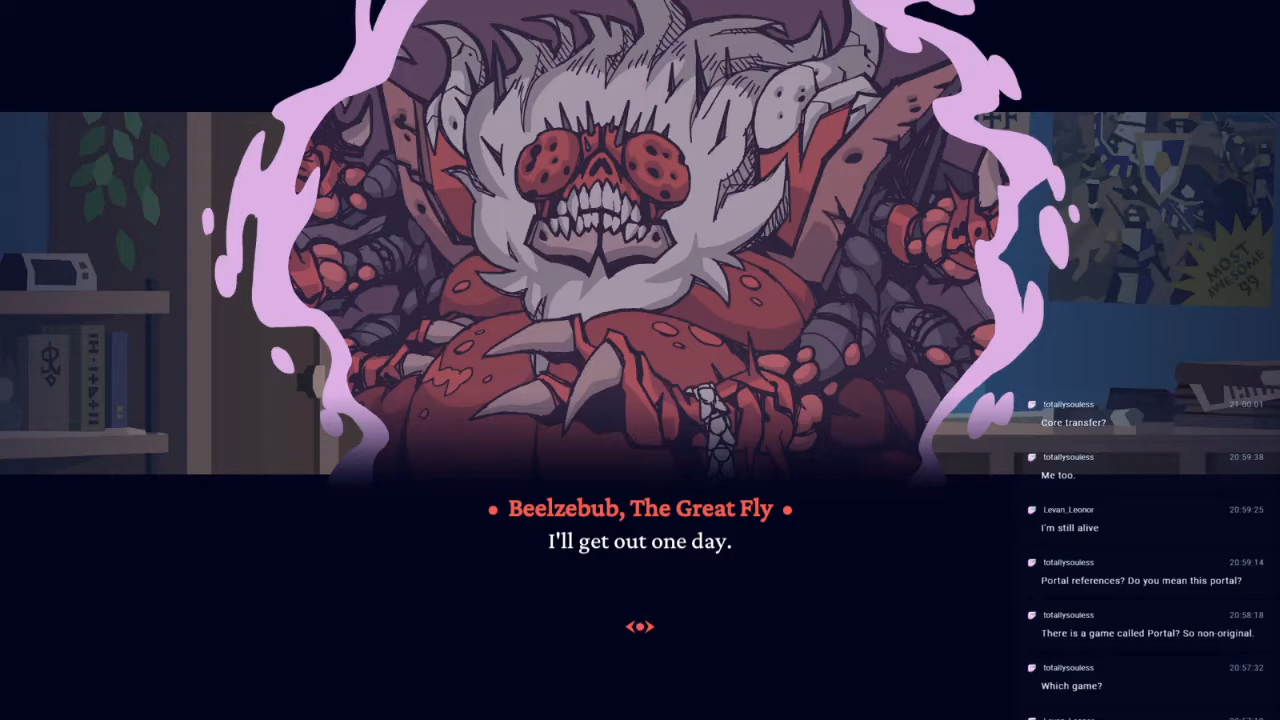 MOST
AWESOME
99
Beelzebub, The Great Fly
I'll get out one day.
totallysouless 21:00:01
Core transfer?
totallysouless 20:59:38
Me too.
Levan_Leonor 20:59:25
I'm still alive
totallysouless 20:59:14
Portal references? Do you mean this portal?
totallysouless 20:58:18
There is a game called Portal? So non-original.
totallysouless 20:57:32
Which game?